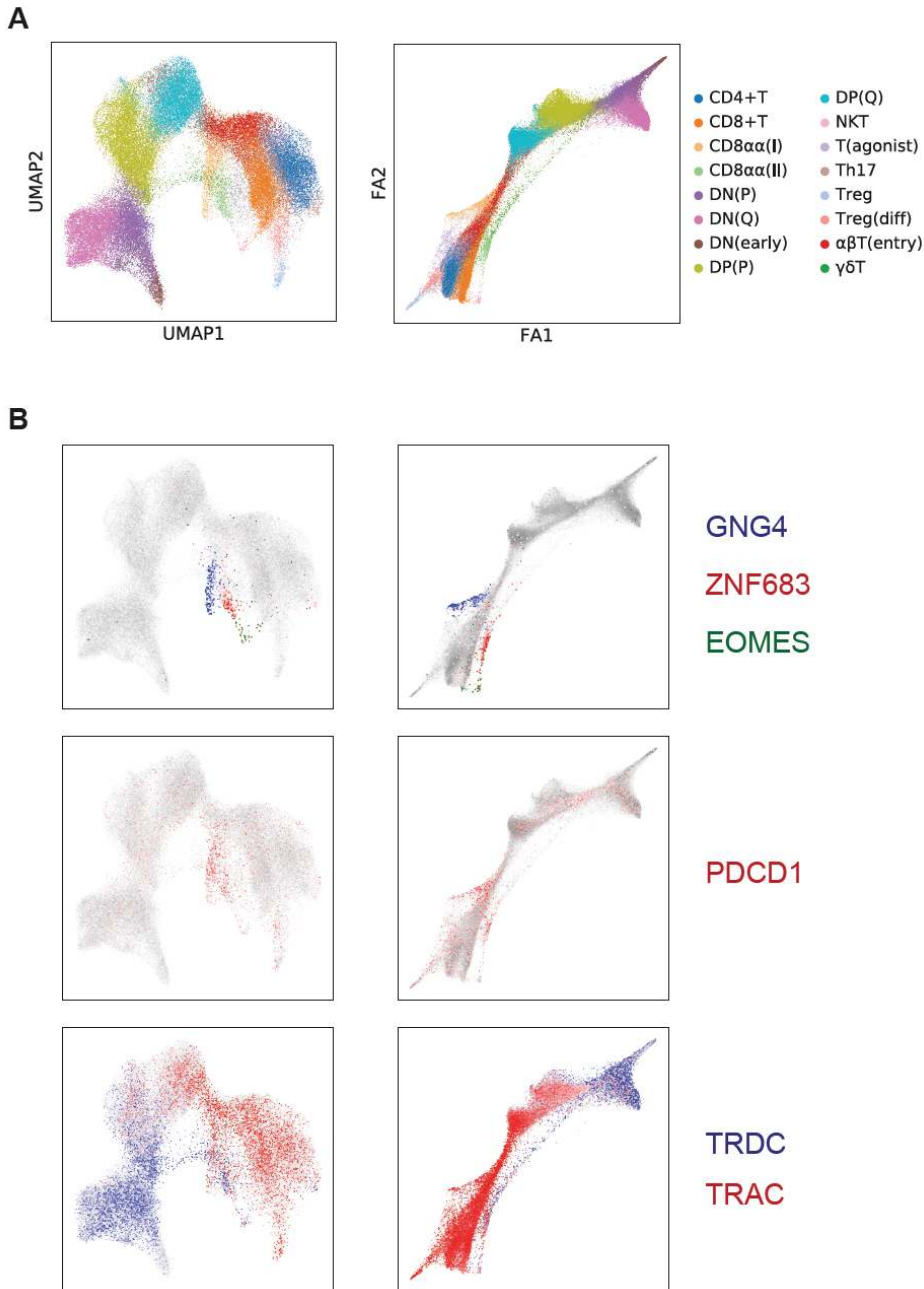 A
UMAP2
UMAP1
FA2
FA1
CD4+T
CD8+T
CD8αα(I)
CD8αα(II)
DN(P)
DN(Q)
DN(early)
DP(P)
DP(Q)
NKT
T(agonist)
Th17
Treg
Treg(diff)
αβT(entry)
γδT
B
GNG4
ZNF683
EOMES
PDCD1
TRDC
TRAC